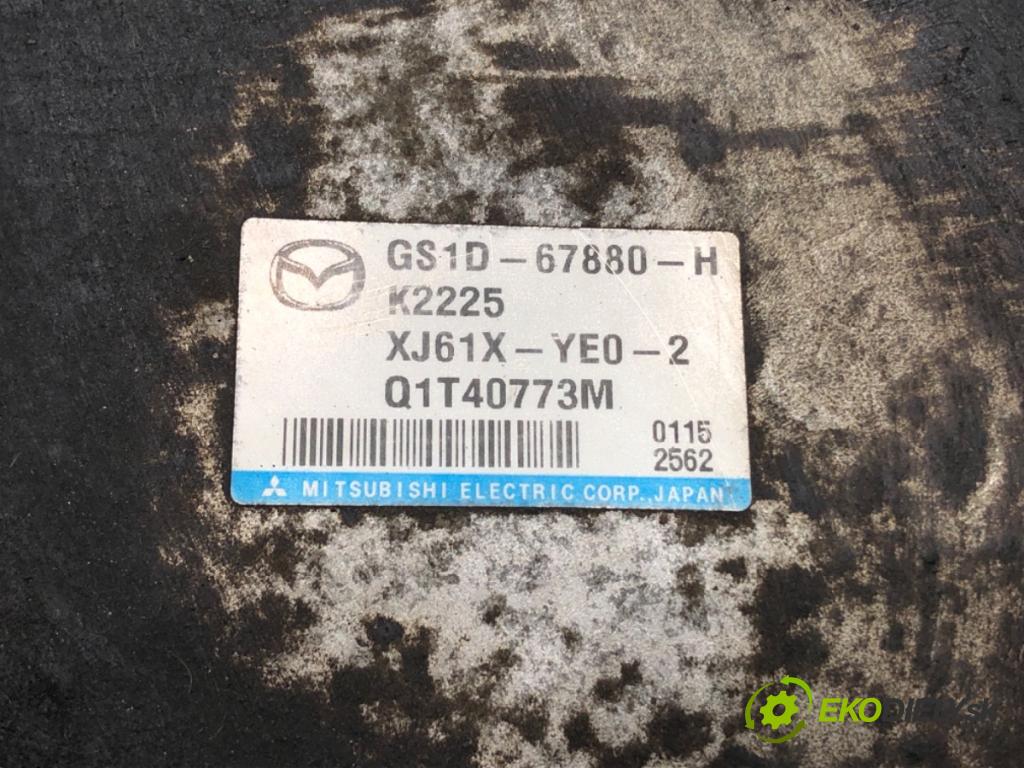 GS1D-67880-H
K2225
XJ61X-YE0-2
Q1T40773M
0115
2562
MITSUBISHI ELECTRIC CORP., JAPAN
EKODIELY.SK